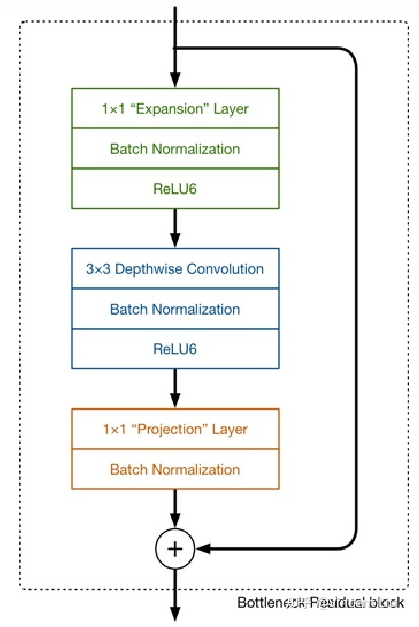 1×1 “Expansion” Layer
Batch Normalization
ReLU6
3×3 Depthwise Convolution
Batch Normalization
ReLU6
1×1 “Projection” Layer
Batch Normalization
+
Bottleneck Residual block